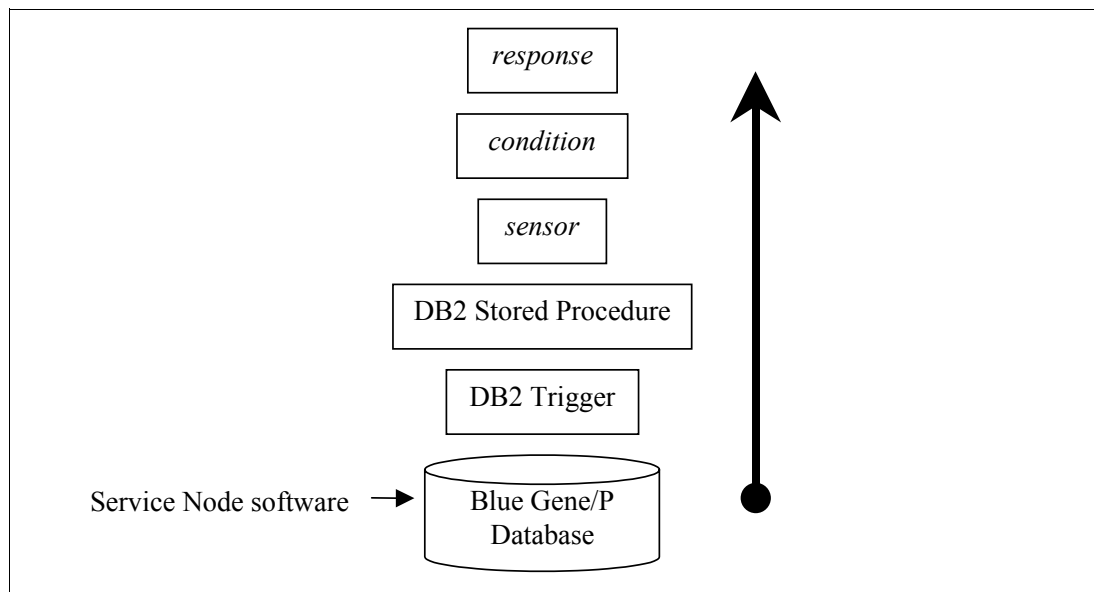 response
condition
sensor
DB2 Stored Procedure
DB2 Trigger
Service Node software
Blue Gene/P
Database